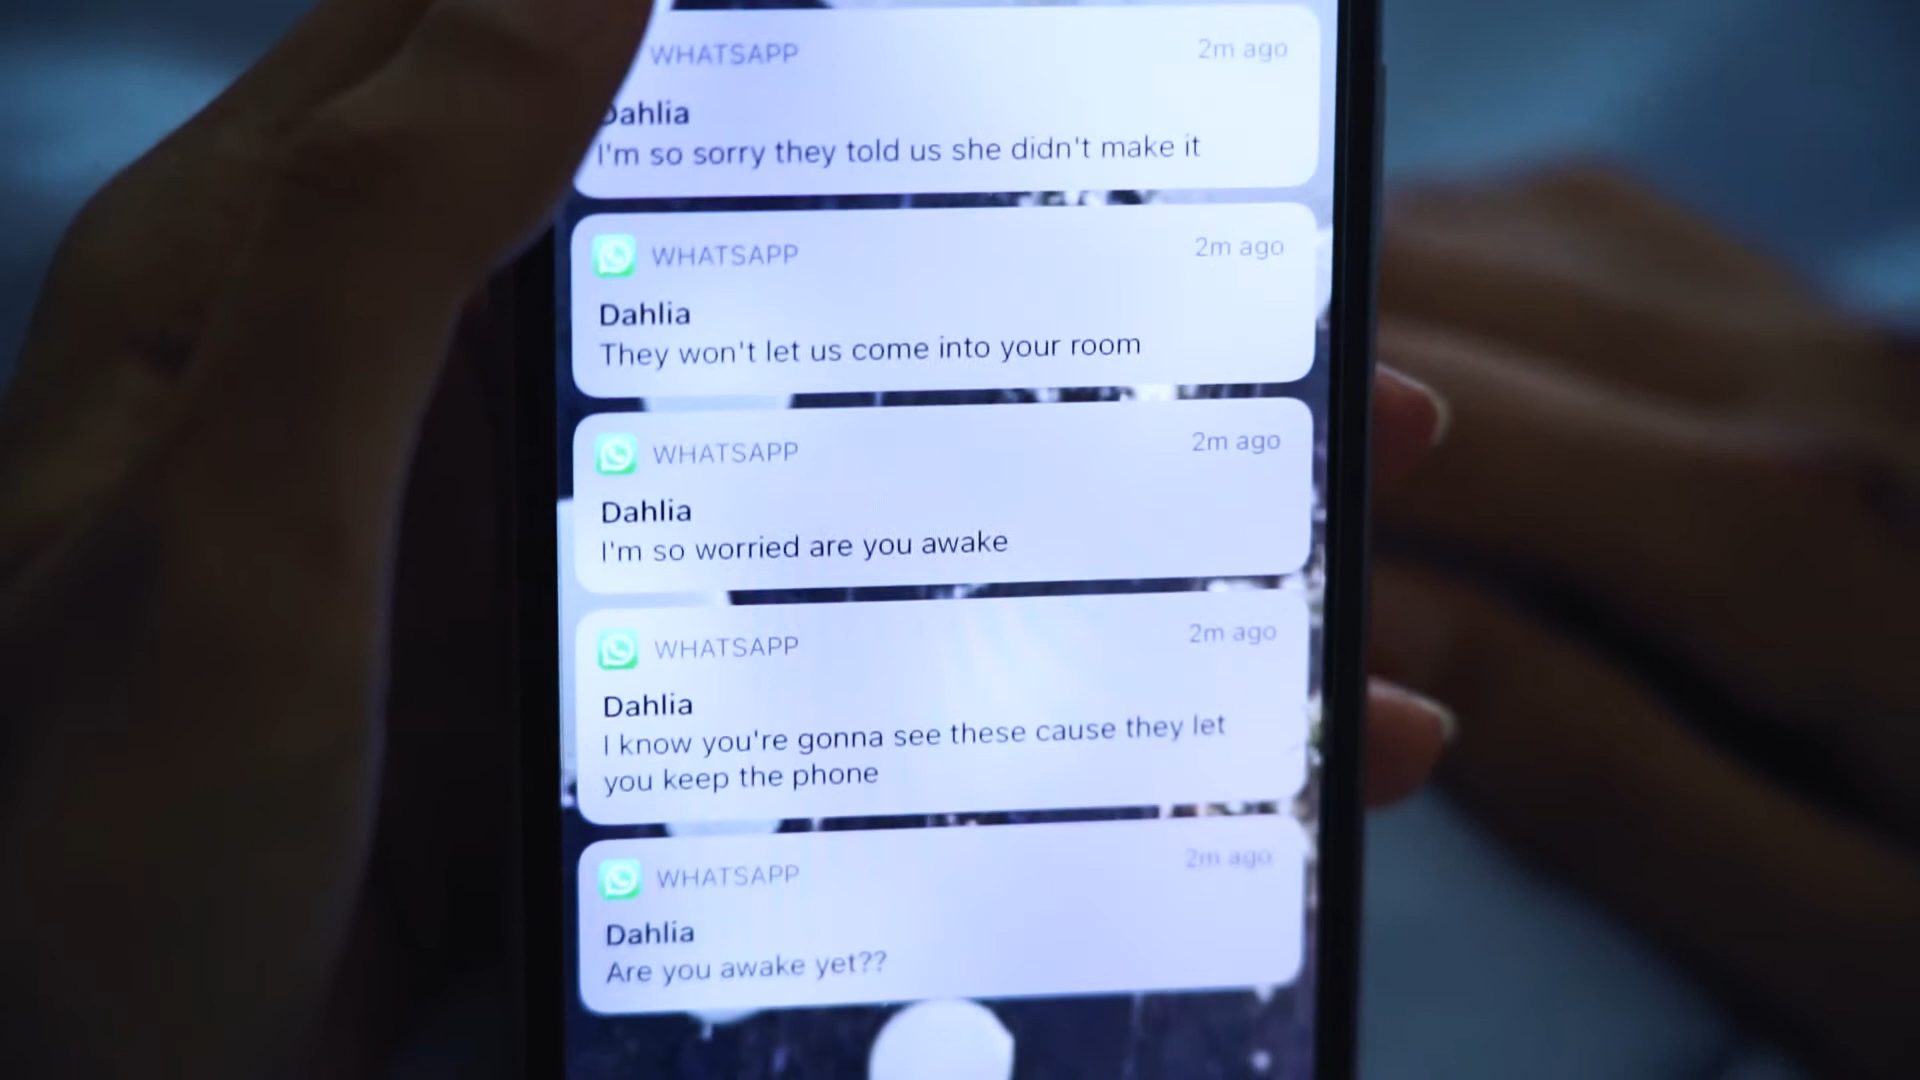 WHATSAPP 2m ago
Dahlia
I'm so sorry they told us she didn't make it
WHATSAPP 2m ago
Dahlia
They won't let us come into your room
WHATSAPP 2m ago
Dahlia
I'm so worried are you awake
WHATSAPP 2m ago
Dahlia
I know you're gonna see these cause they let
you keep the phone
WHATSAPP 2m ago
Dahlia
Are you awake yet??